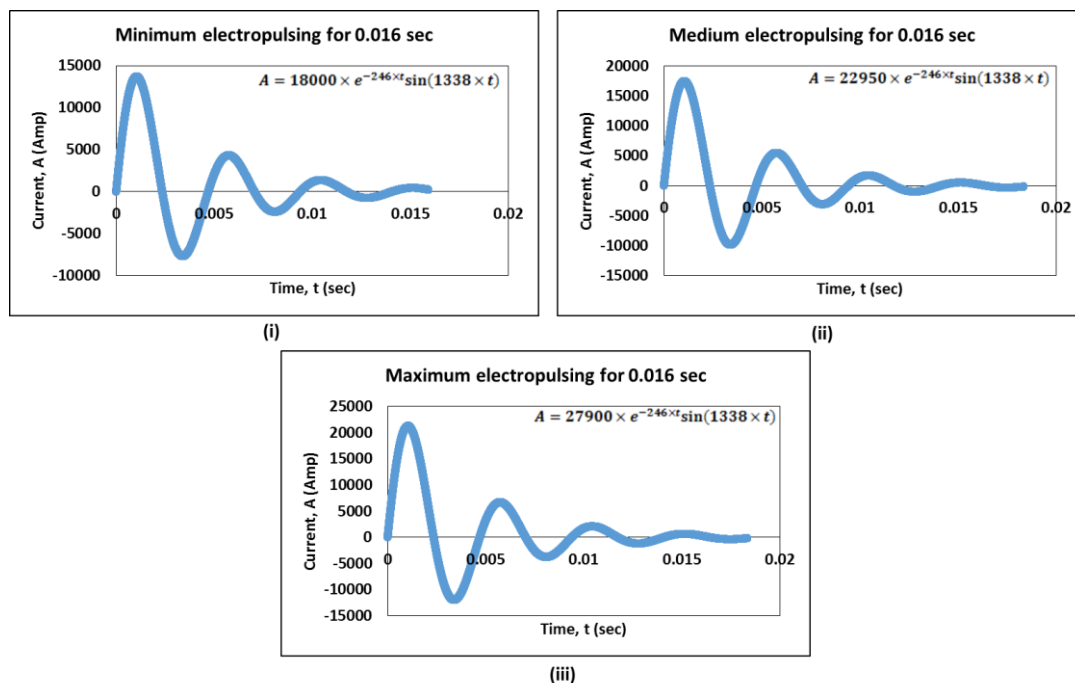 Minimum electropulsing for 0.016 sec
A = 18000 × e^{-246×t} sin(1338 × t)
15000
10000
5000
0
-5000
-10000
Current, A (Amp)
0
0.005
0.01
0.015
0.02
Time, t (sec)
(i)
Medium electropulsing for 0.016 sec
A = 22950 × e^{-246×t} sin(1338 × t)
20000
15000
10000
5000
0
-5000
-10000
-15000
Current, A (Amp)
0
0.005
0.01
0.015
0.02
Time, t (sec)
(ii)
Maximum electropulsing for 0.016 sec
A = 27900 × e^{-246×t} sin(1338 × t)
25000
20000
15000
10000
5000
0
-5000
-10000
-15000
Current, A (Amp)
0
0.005
0.01
0.015
0.02
Time, t (sec)
(iii)